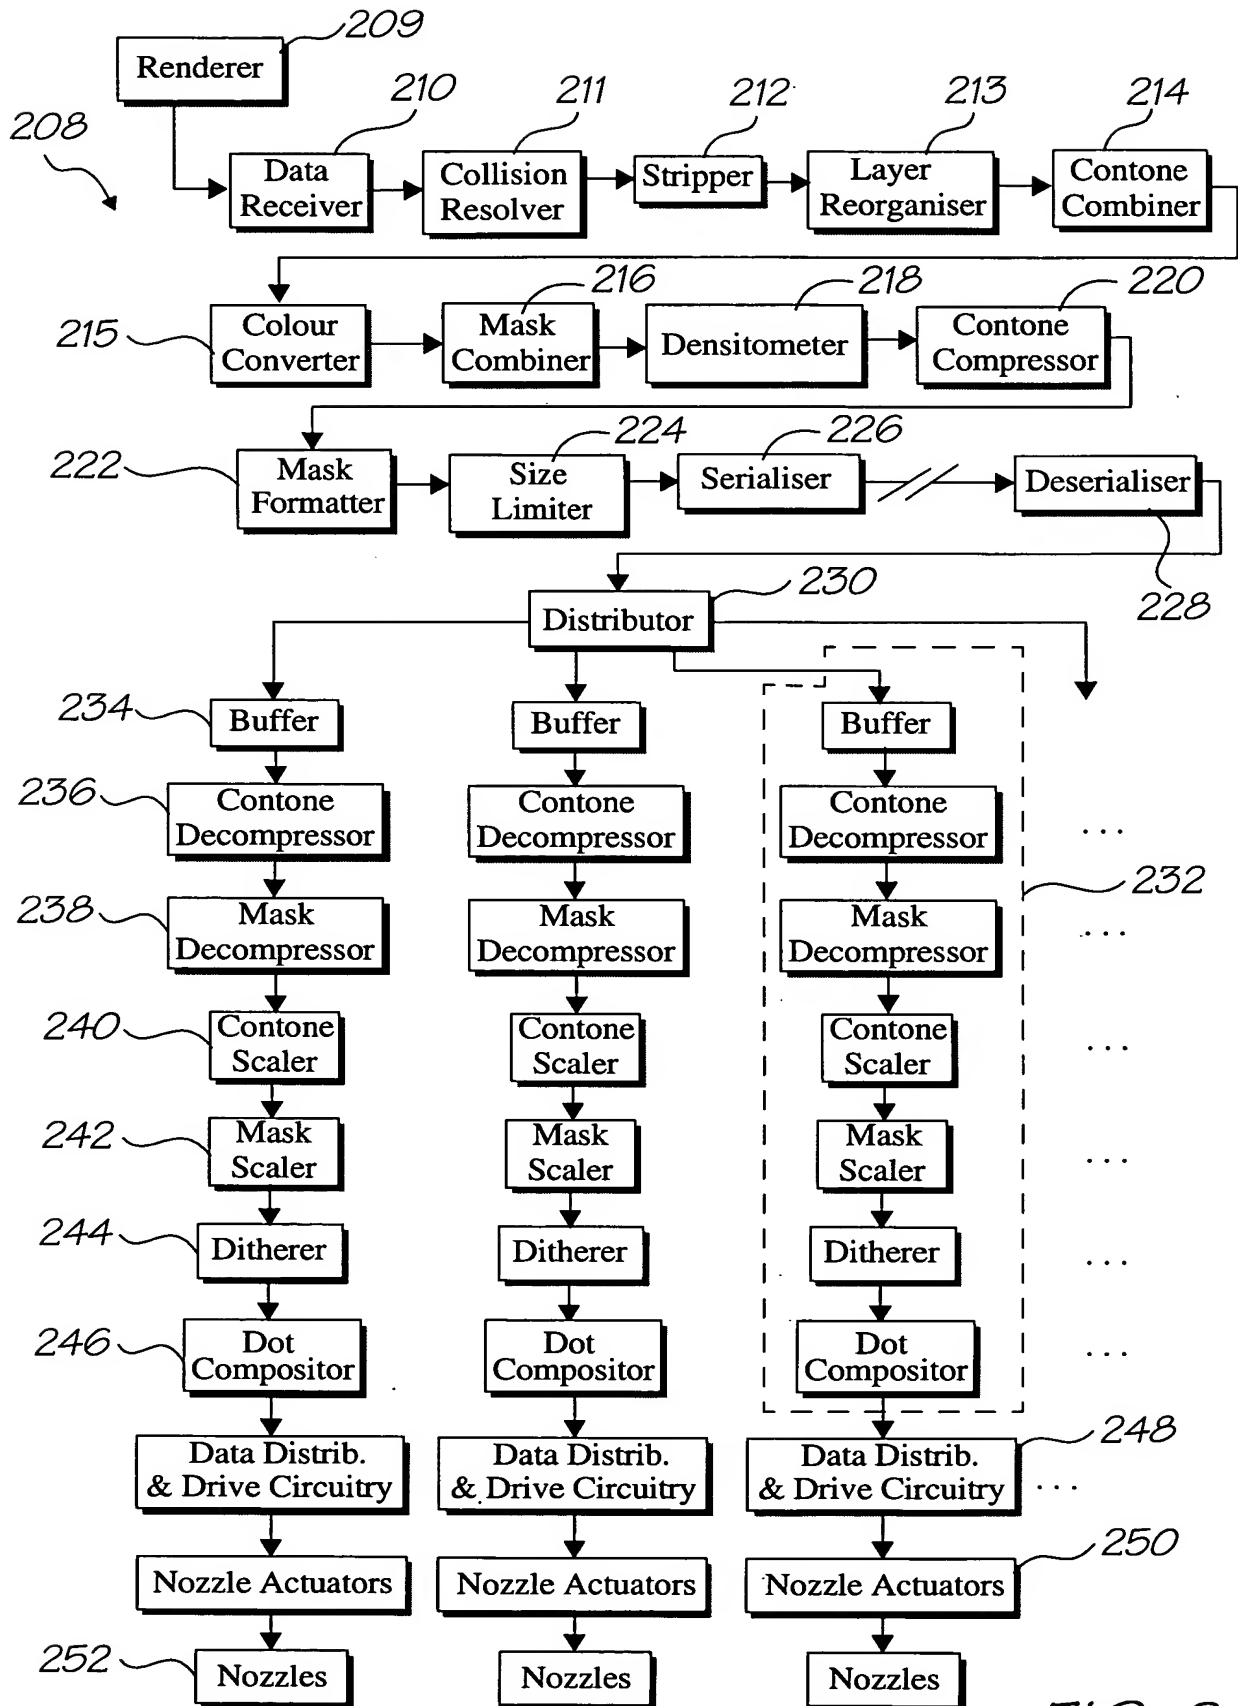 209
Renderer
208
210
211
212
213
214
Data
Receiver
Collision
Resolver
Stripper
Layer
Reorganiser
Contone
Combiner
216
218
220
215
Colour
Converter
Mask
Combiner
Densitometer
Contone
Compressor
222
224
226
Mask
Formatter
Size
Limiter
Serialiser
Deserialiser
228
230
Distributor
234
Buffer
Buffer
Buffer
236
Contone
Decompressor
Contone
Decompressor
Contone
Decompressor
...
232
238
Mask
Decompressor
Mask
Decompressor
Mask
Decompressor
...
240
Contone
Scaler
Contone
Scaler
Contone
Scaler
...
242
Mask
Scaler
Mask
Scaler
Mask
Scaler
...
244
Ditherer
Ditherer
Ditherer
...
246
Dot
Compositor
Dot
Compositor
Dot
Compositor
...
Data Distrib.
& Drive Circuitry
Data Distrib.
& Drive Circuitry
Data Distrib.
& Drive Circuitry
248
...
Nozzle Actuators
Nozzle Actuators
Nozzle Actuators
250
252
Nozzles
Nozzles
Nozzles